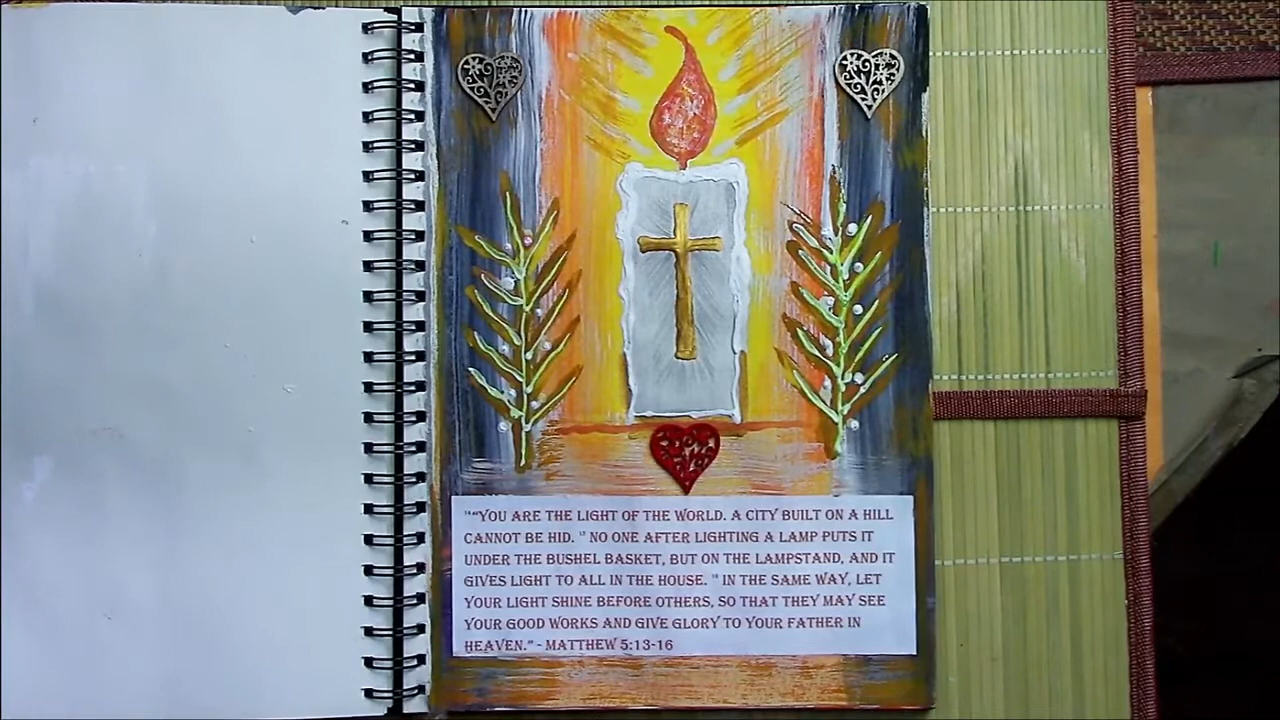 14“YOU ARE THE LIGHT OF THE WORLD. A CITY BUILT ON A HILL
CANNOT BE HID. 15 NO ONE AFTER LIGHTING A LAMP PUTS IT
UNDER THE BUSHEL BASKET, BUT ON THE LAMPSTAND, AND IT
GIVES LIGHT TO ALL IN THE HOUSE. 16 IN THE SAME WAY, LET
YOUR LIGHT SHINE BEFORE OTHERS, SO THAT THEY MAY SEE
YOUR GOOD WORKS AND GIVE GLORY TO YOUR FATHER IN
HEAVEN.” - MATTHEW 5:13-16